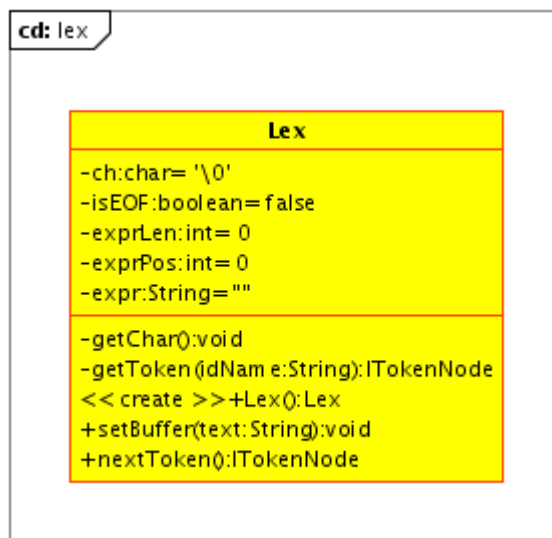 cd: lex
Lex
-ch:char= '\0'
-isEOF:boolean=false
-exprLen:int= 0
-exprPos:int= 0
-expr:String=""
-getChar():void
-getToken(idName:String):ITokenNode
<< create >>+Lex():Lex
+setBuffer(text:String):void
+nextToken():ITokenNode